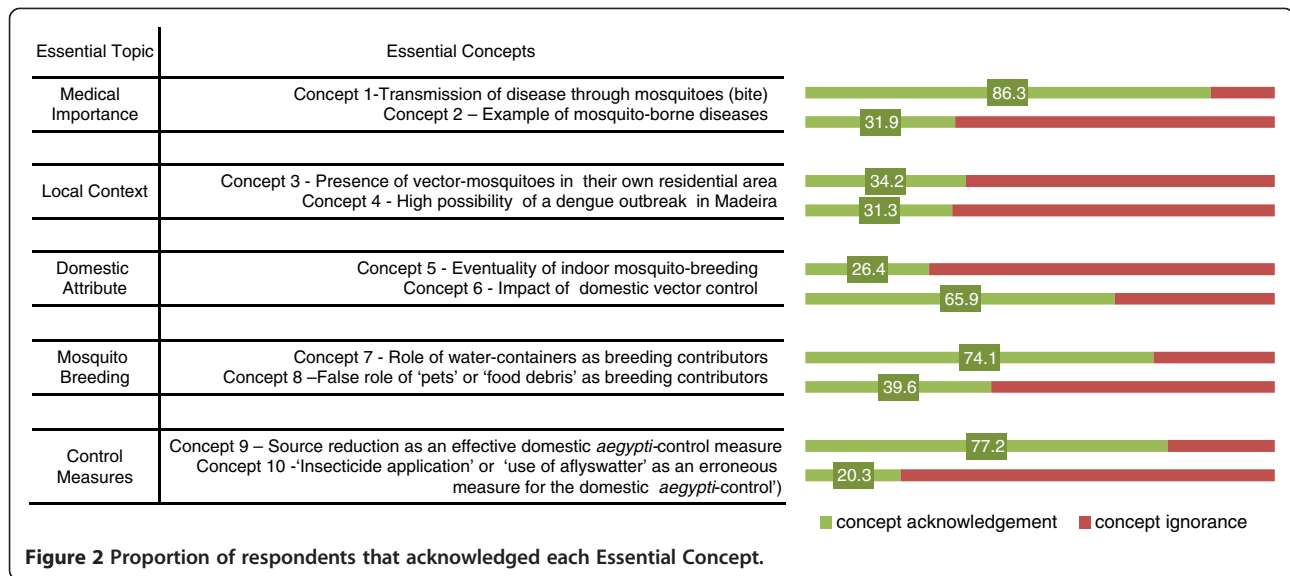 Essential Topic Essential Concepts
Medical Importance
Concept 1-Transmission of disease through mosquitoes (bite) 86.3
Concept 2 – Example of mosquito-borne diseases 31.9
Local Context
Concept 3 - Presence of vector-mosquitoes in their own residential area 34.2
Concept 4 - High possibility of a dengue outbreak in Madeira 31.3
Domestic Attribute
Concept 5 - Eventuality of indoor mosquito-breeding 26.4
Concept 6 - Impact of domestic vector control 65.9
Mosquito Breeding
Concept 7 - Role of water-containers as breeding contributors 74.1
Concept 8 –False role of ‘pets’ or ‘food debris’ as breeding contributors 39.6
Control Measures
Concept 9 – Source reduction as an effective domestic aegypti-control measure 77.2
Concept 10 -‘Insecticide application’ or ‘use of aflyswatter’ as an erroneous
measure for the domestic aegypti-control’) 20.3
concept acknowledgement concept ignorance
Figure 2 Proportion of respondents that acknowledged each Essential Concept.